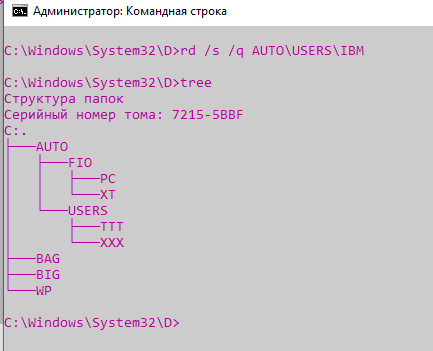 Администратор: Командная строка
C:\Windows\System32\D>rd /s /q AUTO\USERS\IBM
C:\Windows\System32\D>tree
Структура папок
Серийный номер тома: 7215-5BBF
C:.
├───AUTO
│   ├───FIO
│   │   ├───PC
│   │   └───XT
│   └───USERS
│       ├───TTT
│       └───XXX
├───BAG
├───BIG
└───WP
C:\Windows\System32\D>